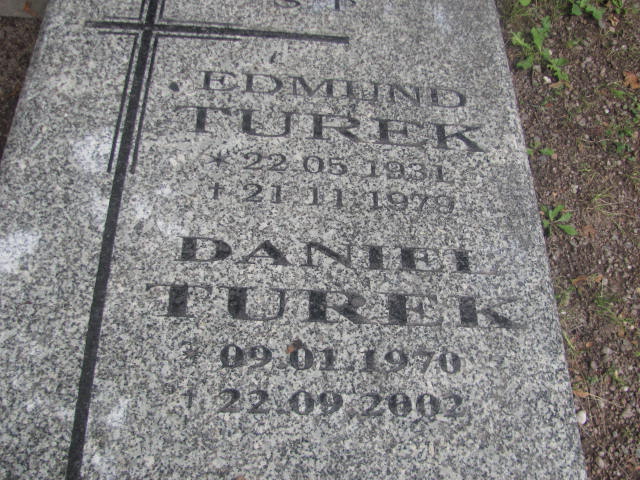 S P
EDMUND
TUREK
* 22.05.1931
† 21.11.1979
DANIEL
TUREK
* 09.01.1970
† 22.09.2002